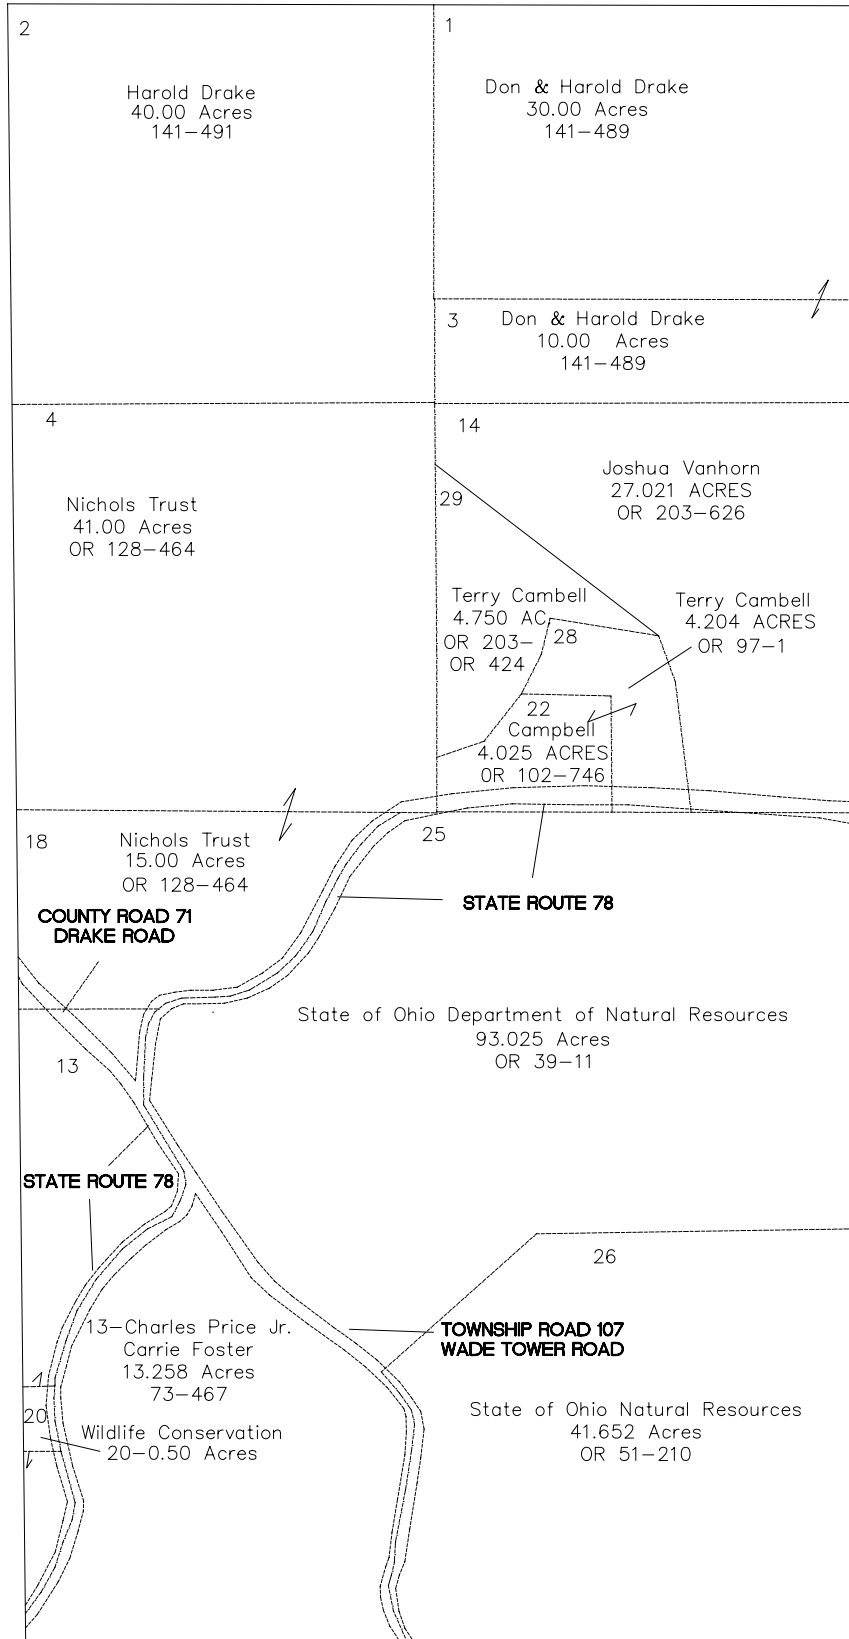 2
1
Harold Drake
40.00 Acres
141-491
Don & Harold Drake
30.00 Acres
141-489
3
Don & Harold Drake
10.00 Acres
141-489
4
14
Joshua Vanhorn
27.021 ACRES
OR 203-626
29
Nichols Trust
41.00 Acres
OR 128-464
Terry Cambell
4.750 AC
OR 203-
OR 424
28
Terry Cambell
4.204 ACRES
OR 97-1
22
Campbell
4.025 ACRES
OR 102-746
18
Nichols Trust
15.00 Acres
OR 128-464
25
COUNTY ROAD 71
DRAKE ROAD
STATE ROUTE 78
State of Ohio Department of Natural Resources
93.025 Acres
OR 39-11
13
STATE ROUTE 78
26
13-Charles Price Jr.
Carrie Foster
13.258 Acres
73-467
TOWNSHIP ROAD 107
WADE TOWER ROAD
20
Wildlife Conservation
20-0.50 Acres
State of Ohio Natural Resources
41.652 Acres
OR 51-210